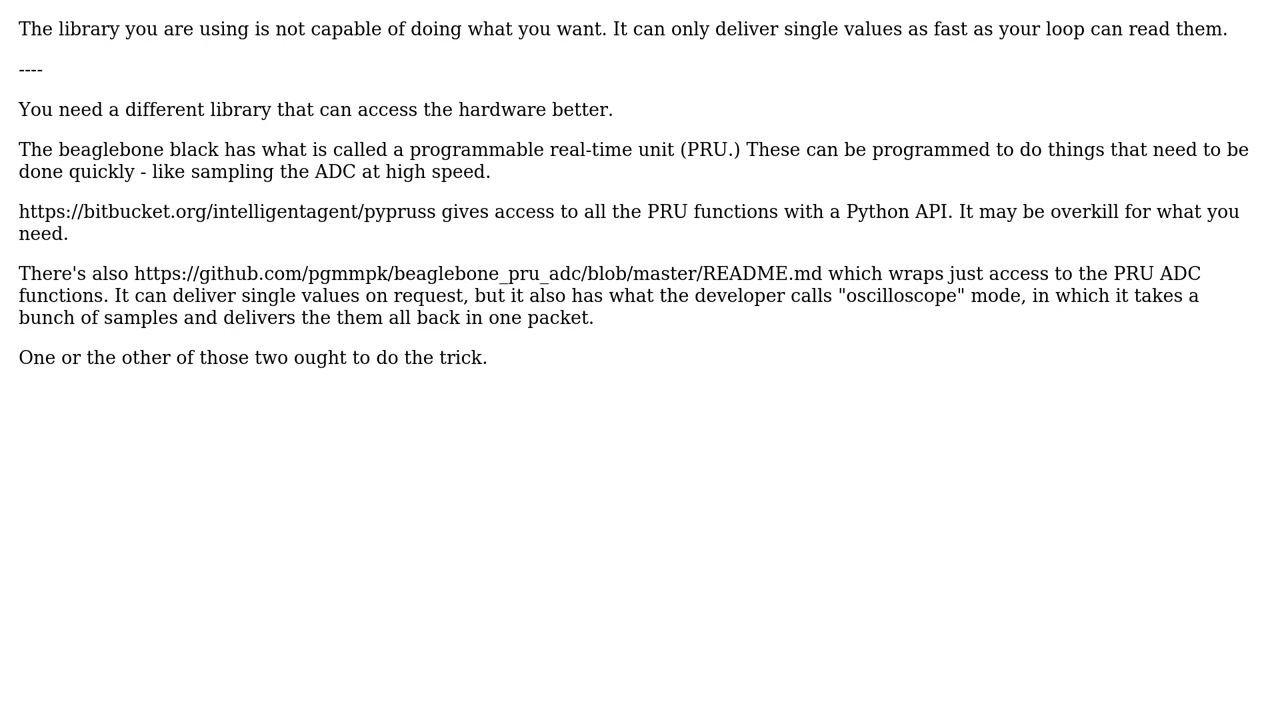 The library you are using is not capable of doing what you want. It can only deliver single values as fast as your loop can read them.
----
You need a different library that can access the hardware better.
The beaglebone black has what is called a programmable real-time unit (PRU.) These can be programmed to do things that need to be
done quickly - like sampling the ADC at high speed.
https://bitbucket.org/intelligentagent/pypruss gives access to all the PRU functions with a Python API. It may be overkill for what you
need.
There's also https://github.com/pgmmpk/beaglebone_pru_adc/blob/master/README.md which wraps just access to the PRU ADC
functions. It can deliver single values on request, but it also has what the developer calls "oscilloscope" mode, in which it takes a
bunch of samples and delivers the them all back in one packet.
One or the other of those two ought to do the trick.